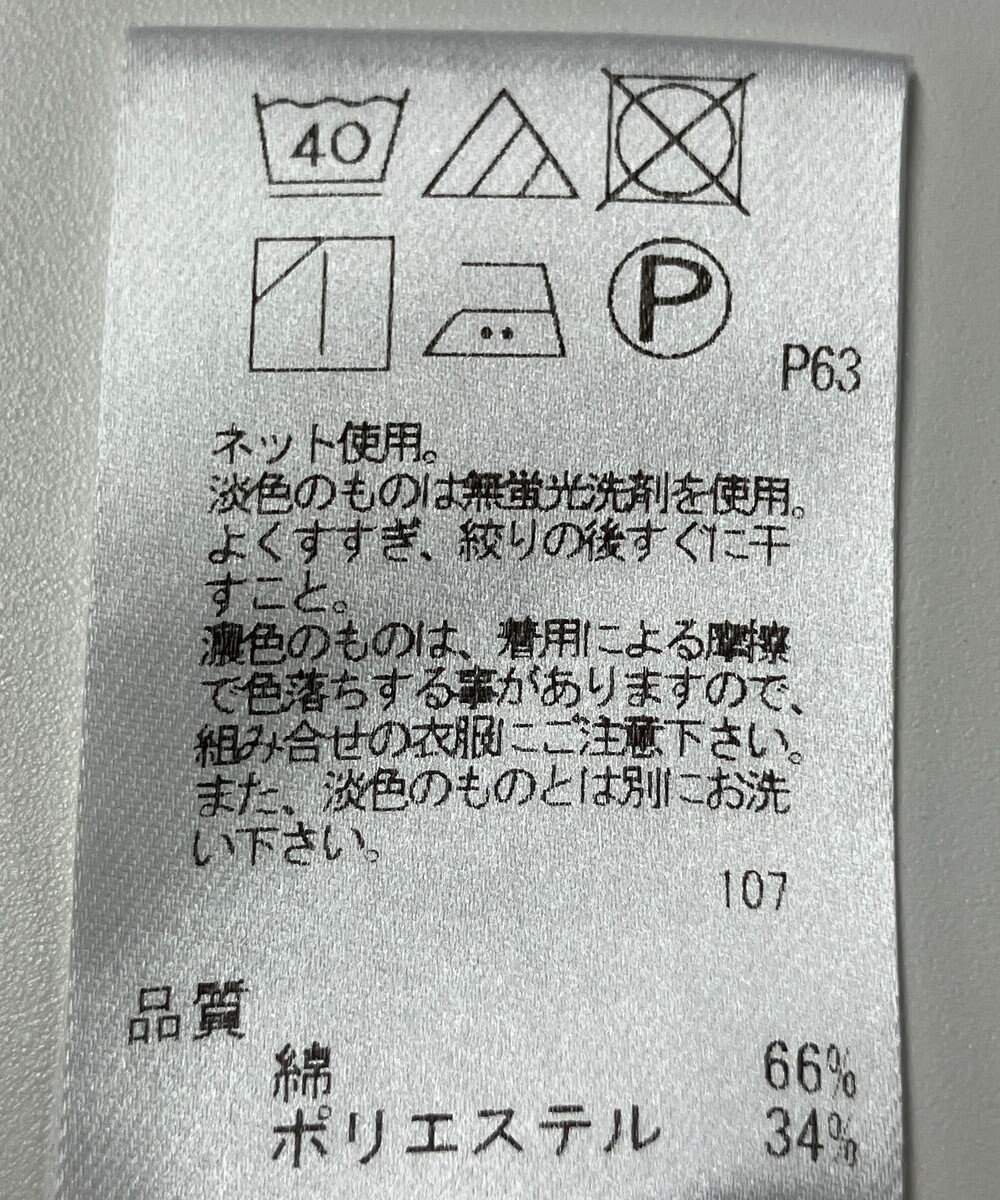 40
P
P63
ネット使用。
淡色のものは無蛍光洗剤を使用。
よくすすぎ、絞りの後すぐに干
すこと。
濃色のものは、着用による摩擦
で色落ちする事がありますので、
組み合せの衣服にご注意下さい。
また、淡色のものとは別にお洗
い下さい。
107
品質
綿 66%
ポリエステル 34%